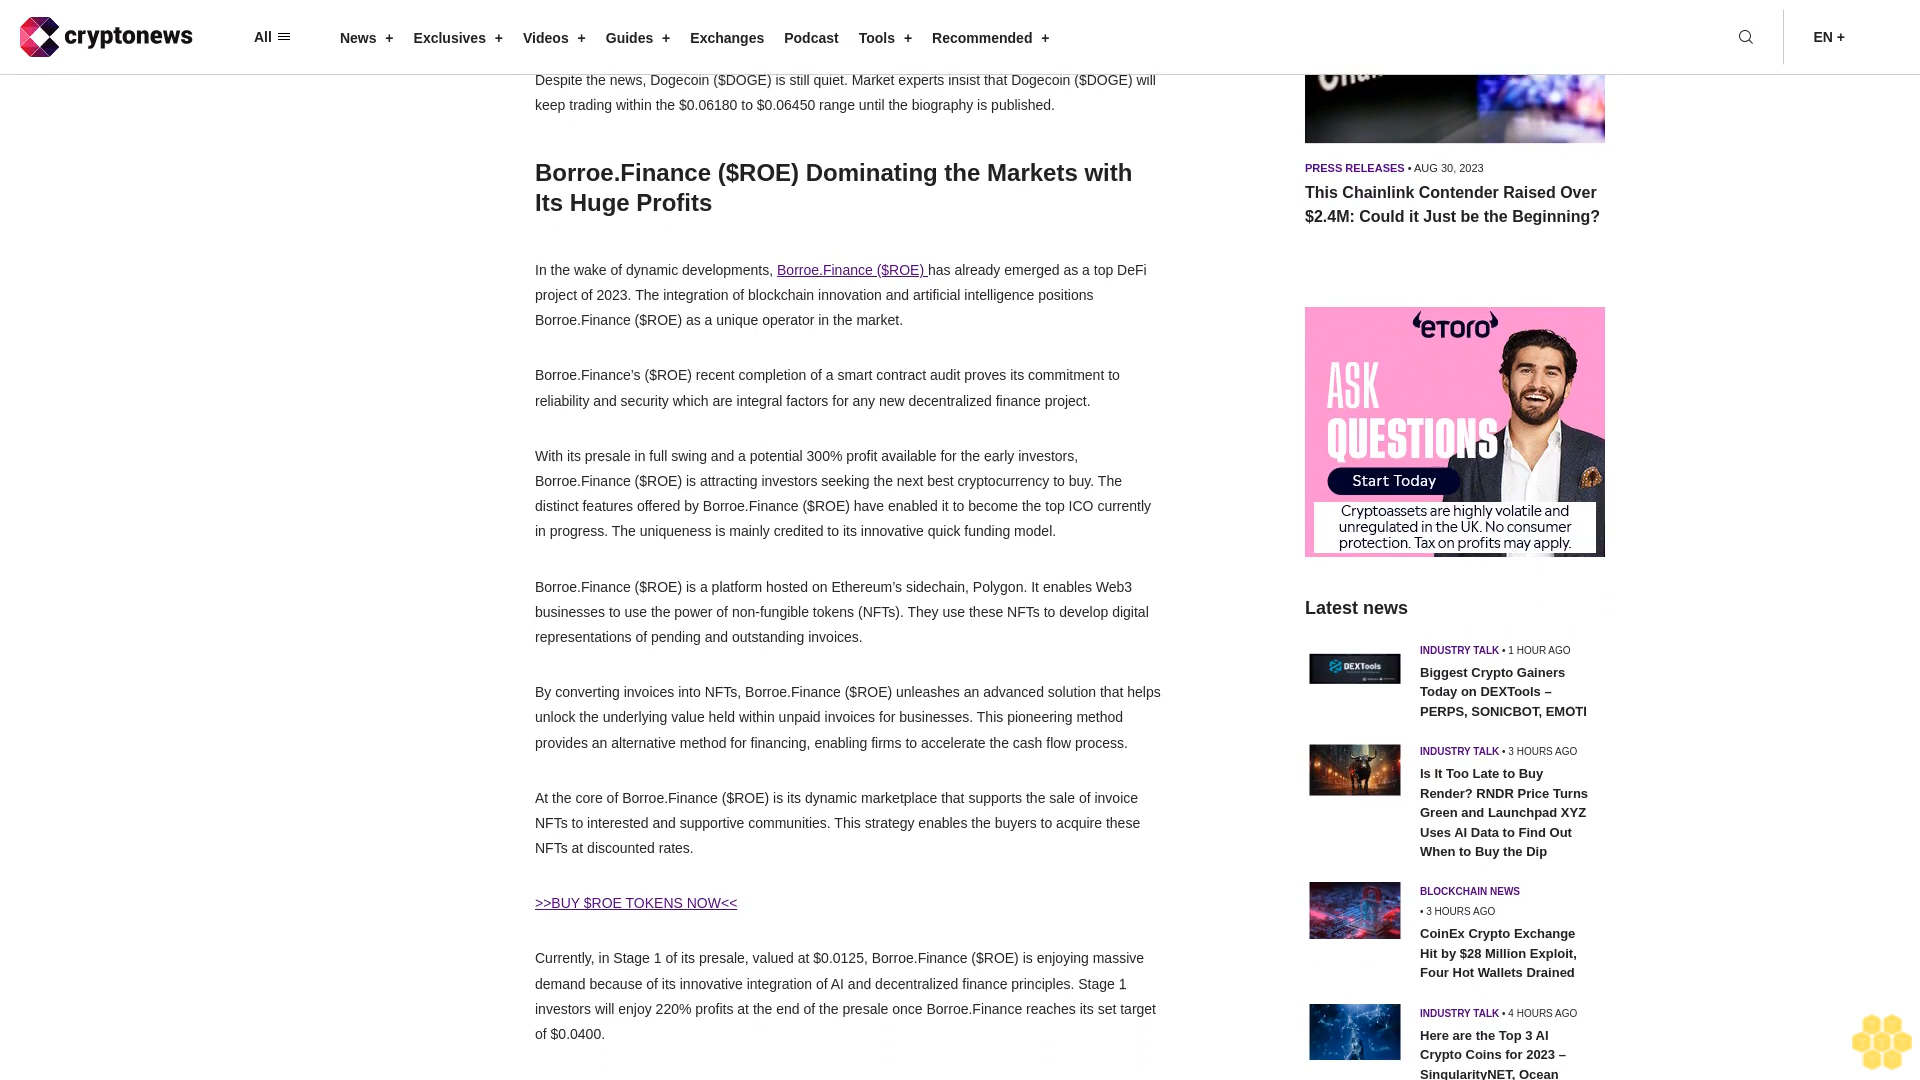 cryptonews
All
News +
Exclusives +
Videos +
Guides +
Exchanges
Podcast
Tools +
Recommended +
EN +
Despite the news, Dogecoin ($DOGE) is still quiet. Market experts insist that Dogecoin ($DOGE) will
keep trading within the $0.06180 to $0.06450 range until the biography is published.
Borroe.Finance ($ROE) Dominating the Markets with
Its Huge Profits
In the wake of dynamic developments, Borroe.Finance ($ROE) has already emerged as a top DeFi
project of 2023. The integration of blockchain innovation and artificial intelligence positions
Borroe.Finance ($ROE) as a unique operator in the market.
Borroe.Finance’s ($ROE) recent completion of a smart contract audit proves its commitment to
reliability and security which are integral factors for any new decentralized finance project.
With its presale in full swing and a potential 300% profit available for the early investors,
Borroe.Finance ($ROE) is attracting investors seeking the next best cryptocurrency to buy. The
distinct features offered by Borroe.Finance ($ROE) have enabled it to become the top ICO currently
in progress. The uniqueness is mainly credited to its innovative quick funding model.
Borroe.Finance ($ROE) is a platform hosted on Ethereum’s sidechain, Polygon. It enables Web3
businesses to use the power of non-fungible tokens (NFTs). They use these NFTs to develop digital
representations of pending and outstanding invoices.
By converting invoices into NFTs, Borroe.Finance ($ROE) unleashes an advanced solution that helps
unlock the underlying value held within unpaid invoices for businesses. This pioneering method
provides an alternative method for financing, enabling firms to accelerate the cash flow process.
At the core of Borroe.Finance ($ROE) is its dynamic marketplace that supports the sale of invoice
NFTs to interested and supportive communities. This strategy enables the buyers to acquire these
NFTs at discounted rates.
>>BUY $ROE TOKENS NOW<<
Currently, in Stage 1 of its presale, valued at $0.0125, Borroe.Finance ($ROE) is enjoying massive
demand because of its innovative integration of AI and decentralized finance principles. Stage 1
investors will enjoy 220% profits at the end of the presale once Borroe.Finance reaches its set target
of $0.0400.
PRESS RELEASES • AUG 30, 2023
This Chainlink Contender Raised Over
$2.4M: Could it Just be the Beginning?
eToro
ASK
QUESTIONS
Start Today
Cryptoassets are highly volatile and
unregulated in the UK. No consumer
protection. Tax on profits may apply.
Latest news
DEXTools
INDUSTRY TALK • 1 HOUR AGO
Biggest Crypto Gainers
Today on DEXTools –
PERPS, SONICBOT, EMOTI
INDUSTRY TALK • 3 HOURS AGO
Is It Too Late to Buy
Render? RNDR Price Turns
Green and Launchpad XYZ
Uses AI Data to Find Out
When to Buy the Dip
BLOCKCHAIN NEWS
• 3 HOURS AGO
CoinEx Crypto Exchange
Hit by $28 Million Exploit,
Four Hot Wallets Drained
INDUSTRY TALK • 4 HOURS AGO
Here are the Top 3 AI
Crypto Coins for 2023 –
SingularityNET, Ocean